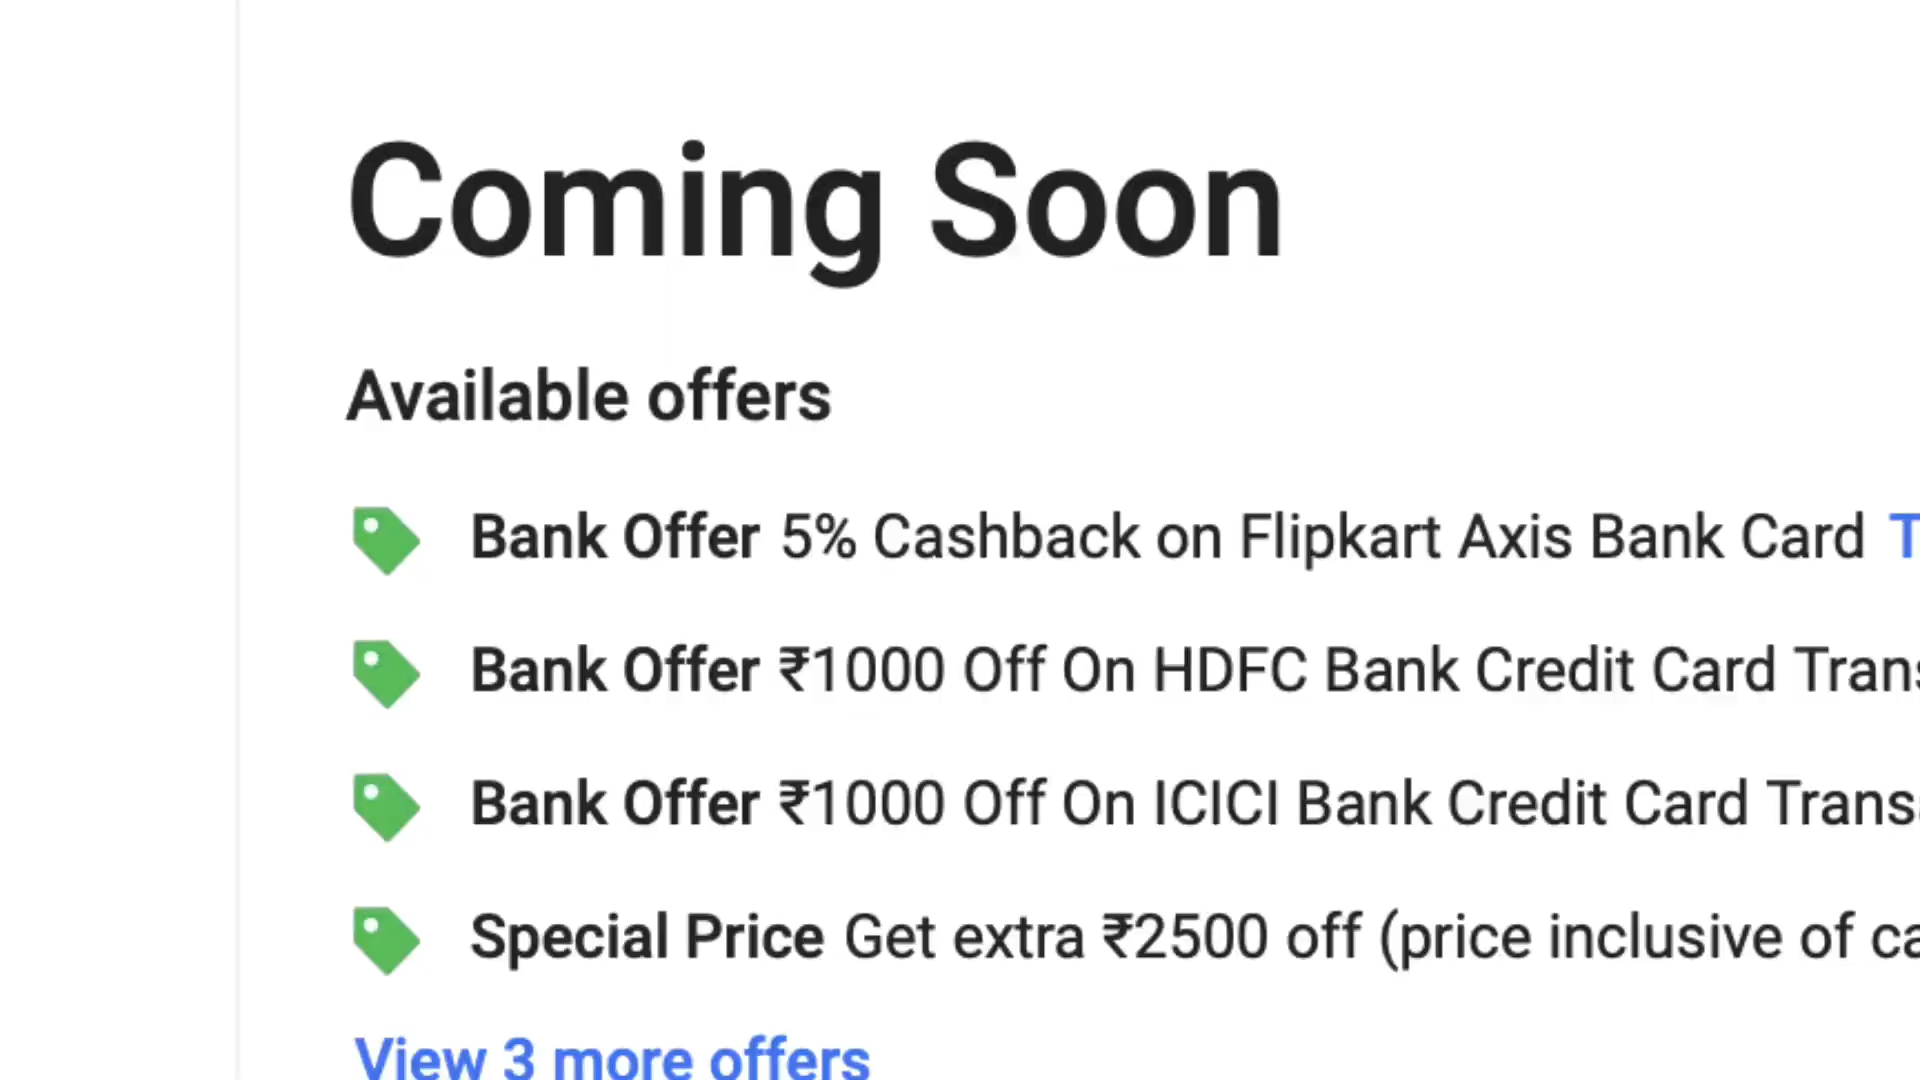 Coming Soon
Available offers
Bank Offer 5% Cashback on Flipkart Axis Bank Card
Bank Offer ₹1000 Off On HDFC Bank Credit Card
Bank Offer ₹1000 Off On ICICI Bank Credit Card
Special Price Get extra ₹2500 off (price inclusive of
View 3 more offers